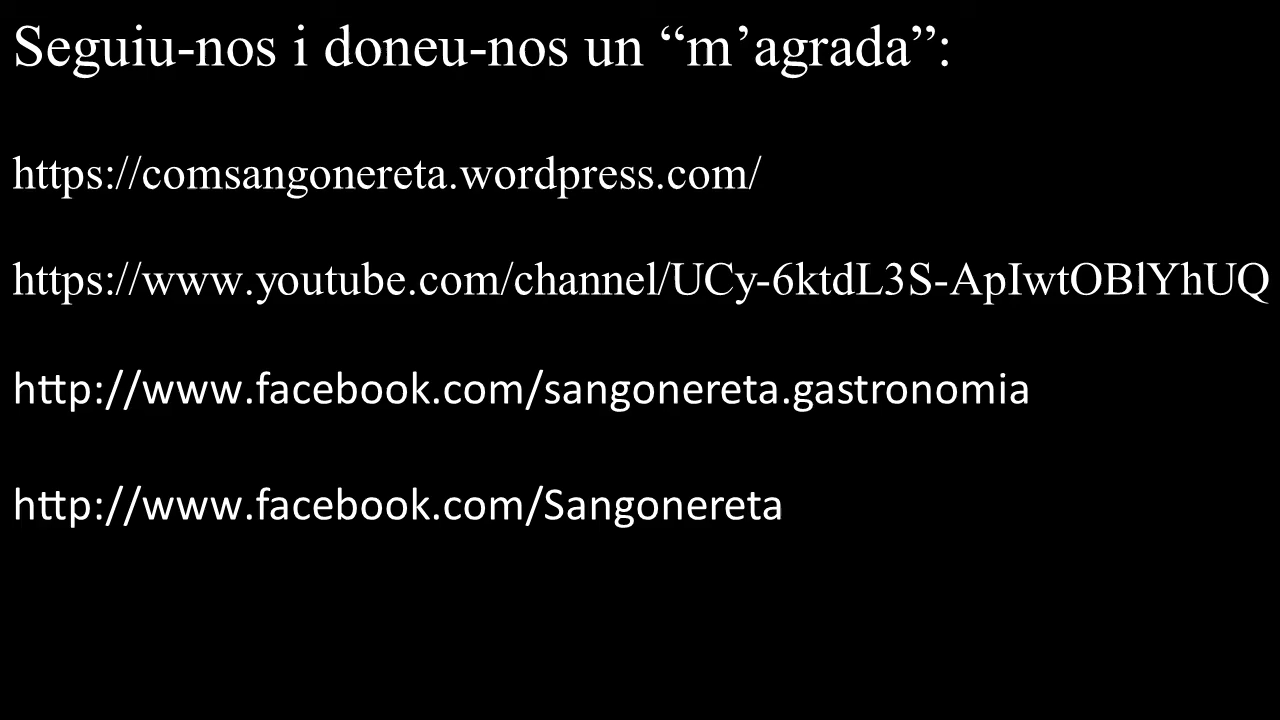 Seguiu-nos i doneu-nos un “m’agrada”:
https://comsangonereta.wordpress.com/
https://www.youtube.com/channel/UCy-6ktdL3S-ApIwtOBlYhUQ
http://www.facebook.com/sangonereta.gastronomia
http://www.facebook.com/Sangonereta